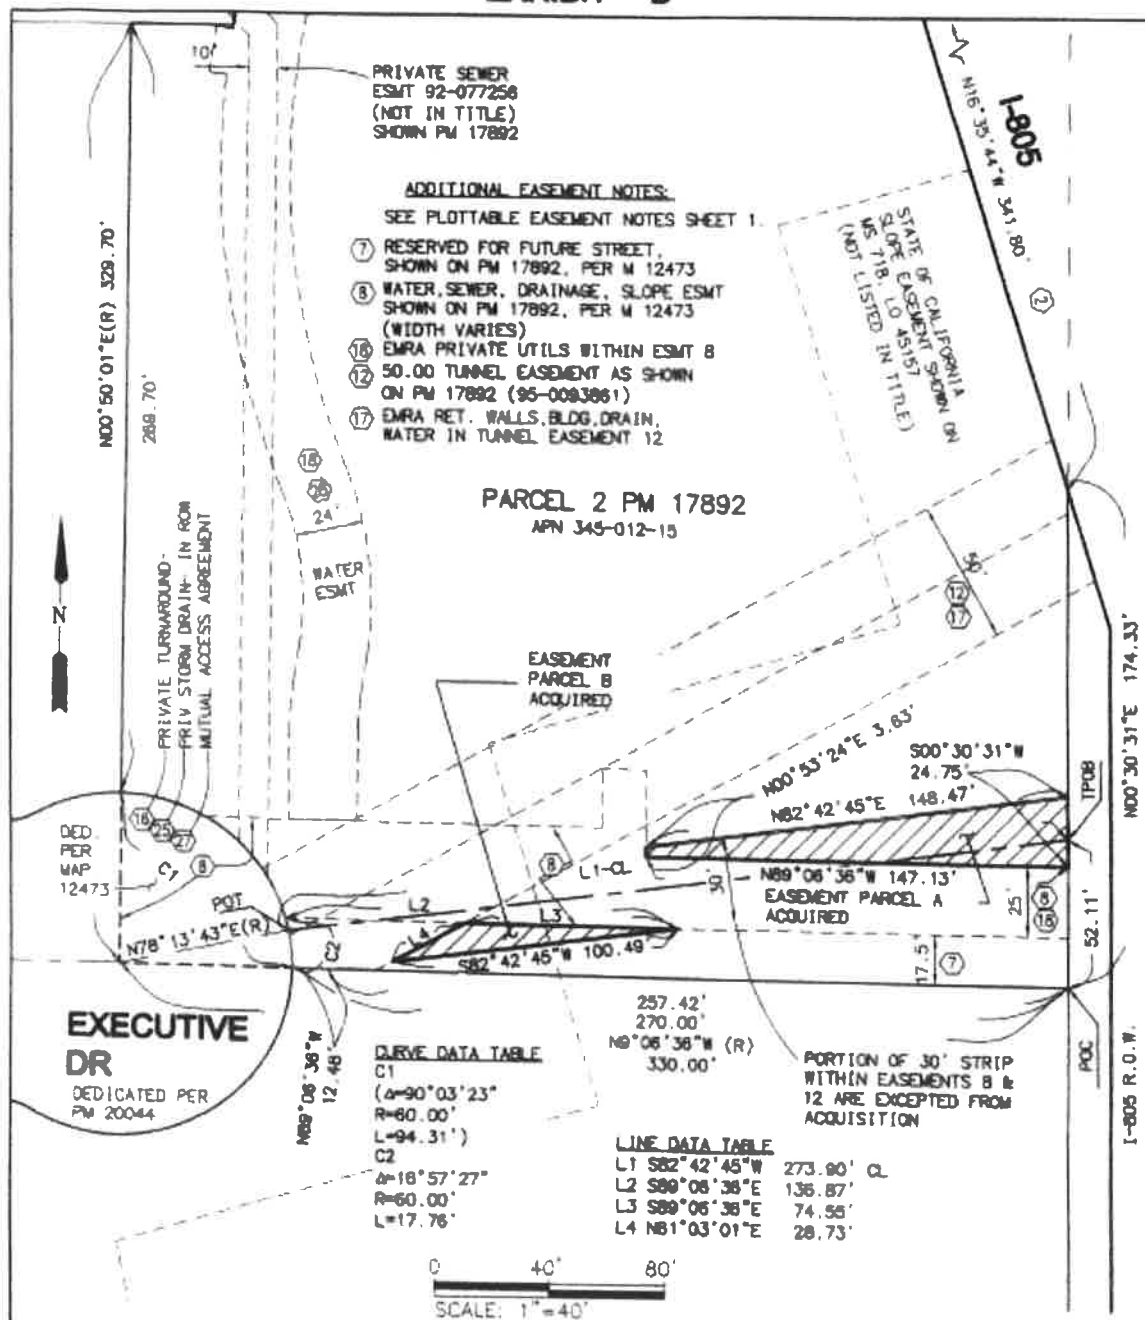 10'
PRIVATE SEWER
ESMT 92-077256
(NOT IN TITLE)
SHOWN PM 17892
I-805
N16°35'44"W 341.80'
2
STATE OF CALIFORNIA
SLOPE EASEMENT SHOWN ON
MS 718, LO 45157
(NOT LISTED IN TITLE)
ADDITIONAL EASEMENT NOTES:
SEE PLOTTABLE EASEMENT NOTES SHEET 1.
7 RESERVED FOR FUTURE STREET,
SHOWN ON PM 17892, PER M 12473
8 WATER, SEWER, DRAINAGE, SLOPE ESMT
SHOWN ON PM 17892, PER M 12473
(WIDTH VARIES)
18 EMRA PRIVATE UTILS WITHIN ESMT 8
12 50.00 TUNNEL EASEMENT AS SHOWN
ON PM 17892 (95-0093861)
17 EMRA RET. WALLS, BLDG, DRAIN,
WATER IN TUNNEL EASEMENT 12
N00°50'01"E(R) 329.70'
269.70'
18
24'
WATER
ESMT
PARCEL 2 PM 17892
APN 345-012-15
50'
12
17
N
PRIVATE TURNAROUND-
PRIV STORM DRAIN- IN ROW
MUTUAL ACCESS AGREEMENT
EASEMENT
PARCEL B
ACQUIRED
N00°53'24"E 3.63'
S00°30'31"W
24.75'
N82°42'45"E 148.47'
TPOB
N00°30'31"E 174.33'
16
25
27
DED.
PER
MAP
12473
C1
8
8
L1-CL
30'
N89°06'36"W 147.13'
EASEMENT PARCEL A
ACQUIRED
25'
8
18
52.11'
POT
N78°13'43"E(R)
L2
L3
L4
C2
S82°42'45"W 100.49'
17.5
7
EXECUTIVE
DR
DEDICATED PER
PM 20044
N89°06'36"W
12.48'
257.42'
270.00'
N9°06'36"W (R)
330.00'
PORTION OF 30' STRIP
WITHIN EASEMENTS 8 &
12 ARE EXCEPTED FROM
ACQUISITION
POC
I-805 R.O.W.
CURVE DATA TABLE
C1
(Δ=90°03'23"
R=60.00'
L=94.31')
C2
Δ=16°57'27"
R=60.00'
L=17.76'
LINE DATA TABLE
L1 S82°42'45"W 273.90' CL
L2 S89°06'36"E 136.87'
L3 S89°06'36"E 74.55'
L4 N61°03'01"E 28.73'
0 40' 80'
SCALE: 1"=40'